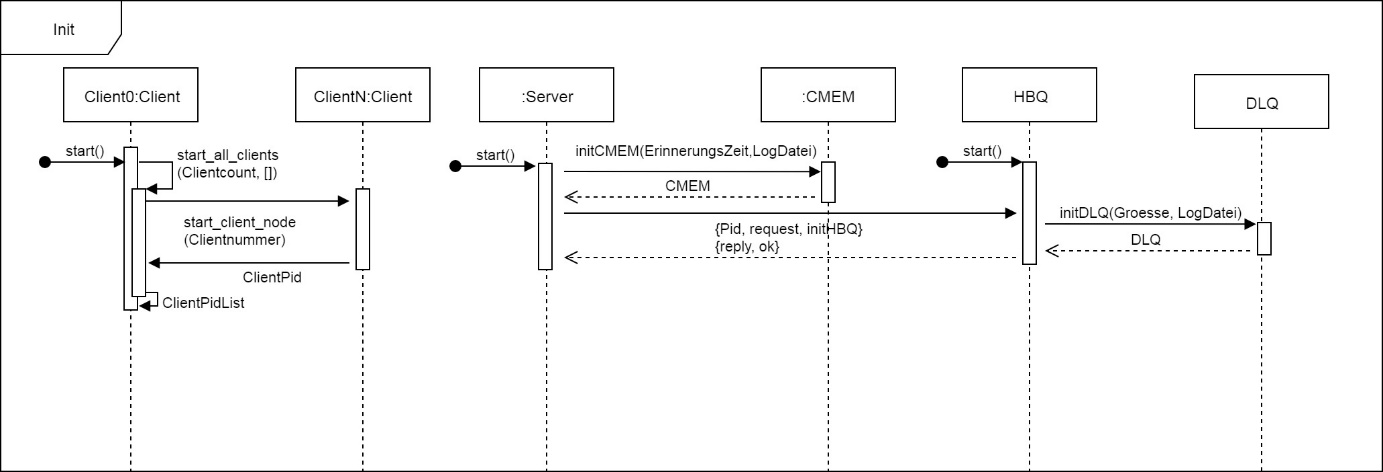 Init
Client0:Client
ClientN:Client
:Server
:CMEM
HBQ
DLQ
start()
start_all_clients
(Clientcount, [])
start_client_node
(Clientnummer)
ClientPid
ClientPidList
start()
initCMEM(ErinnerungsZeit,LogDatei)
CMEM
{Pid, request, initHBQ}
{reply, ok}
start()
initDLQ(Groesse, LogDatei)
DLQ